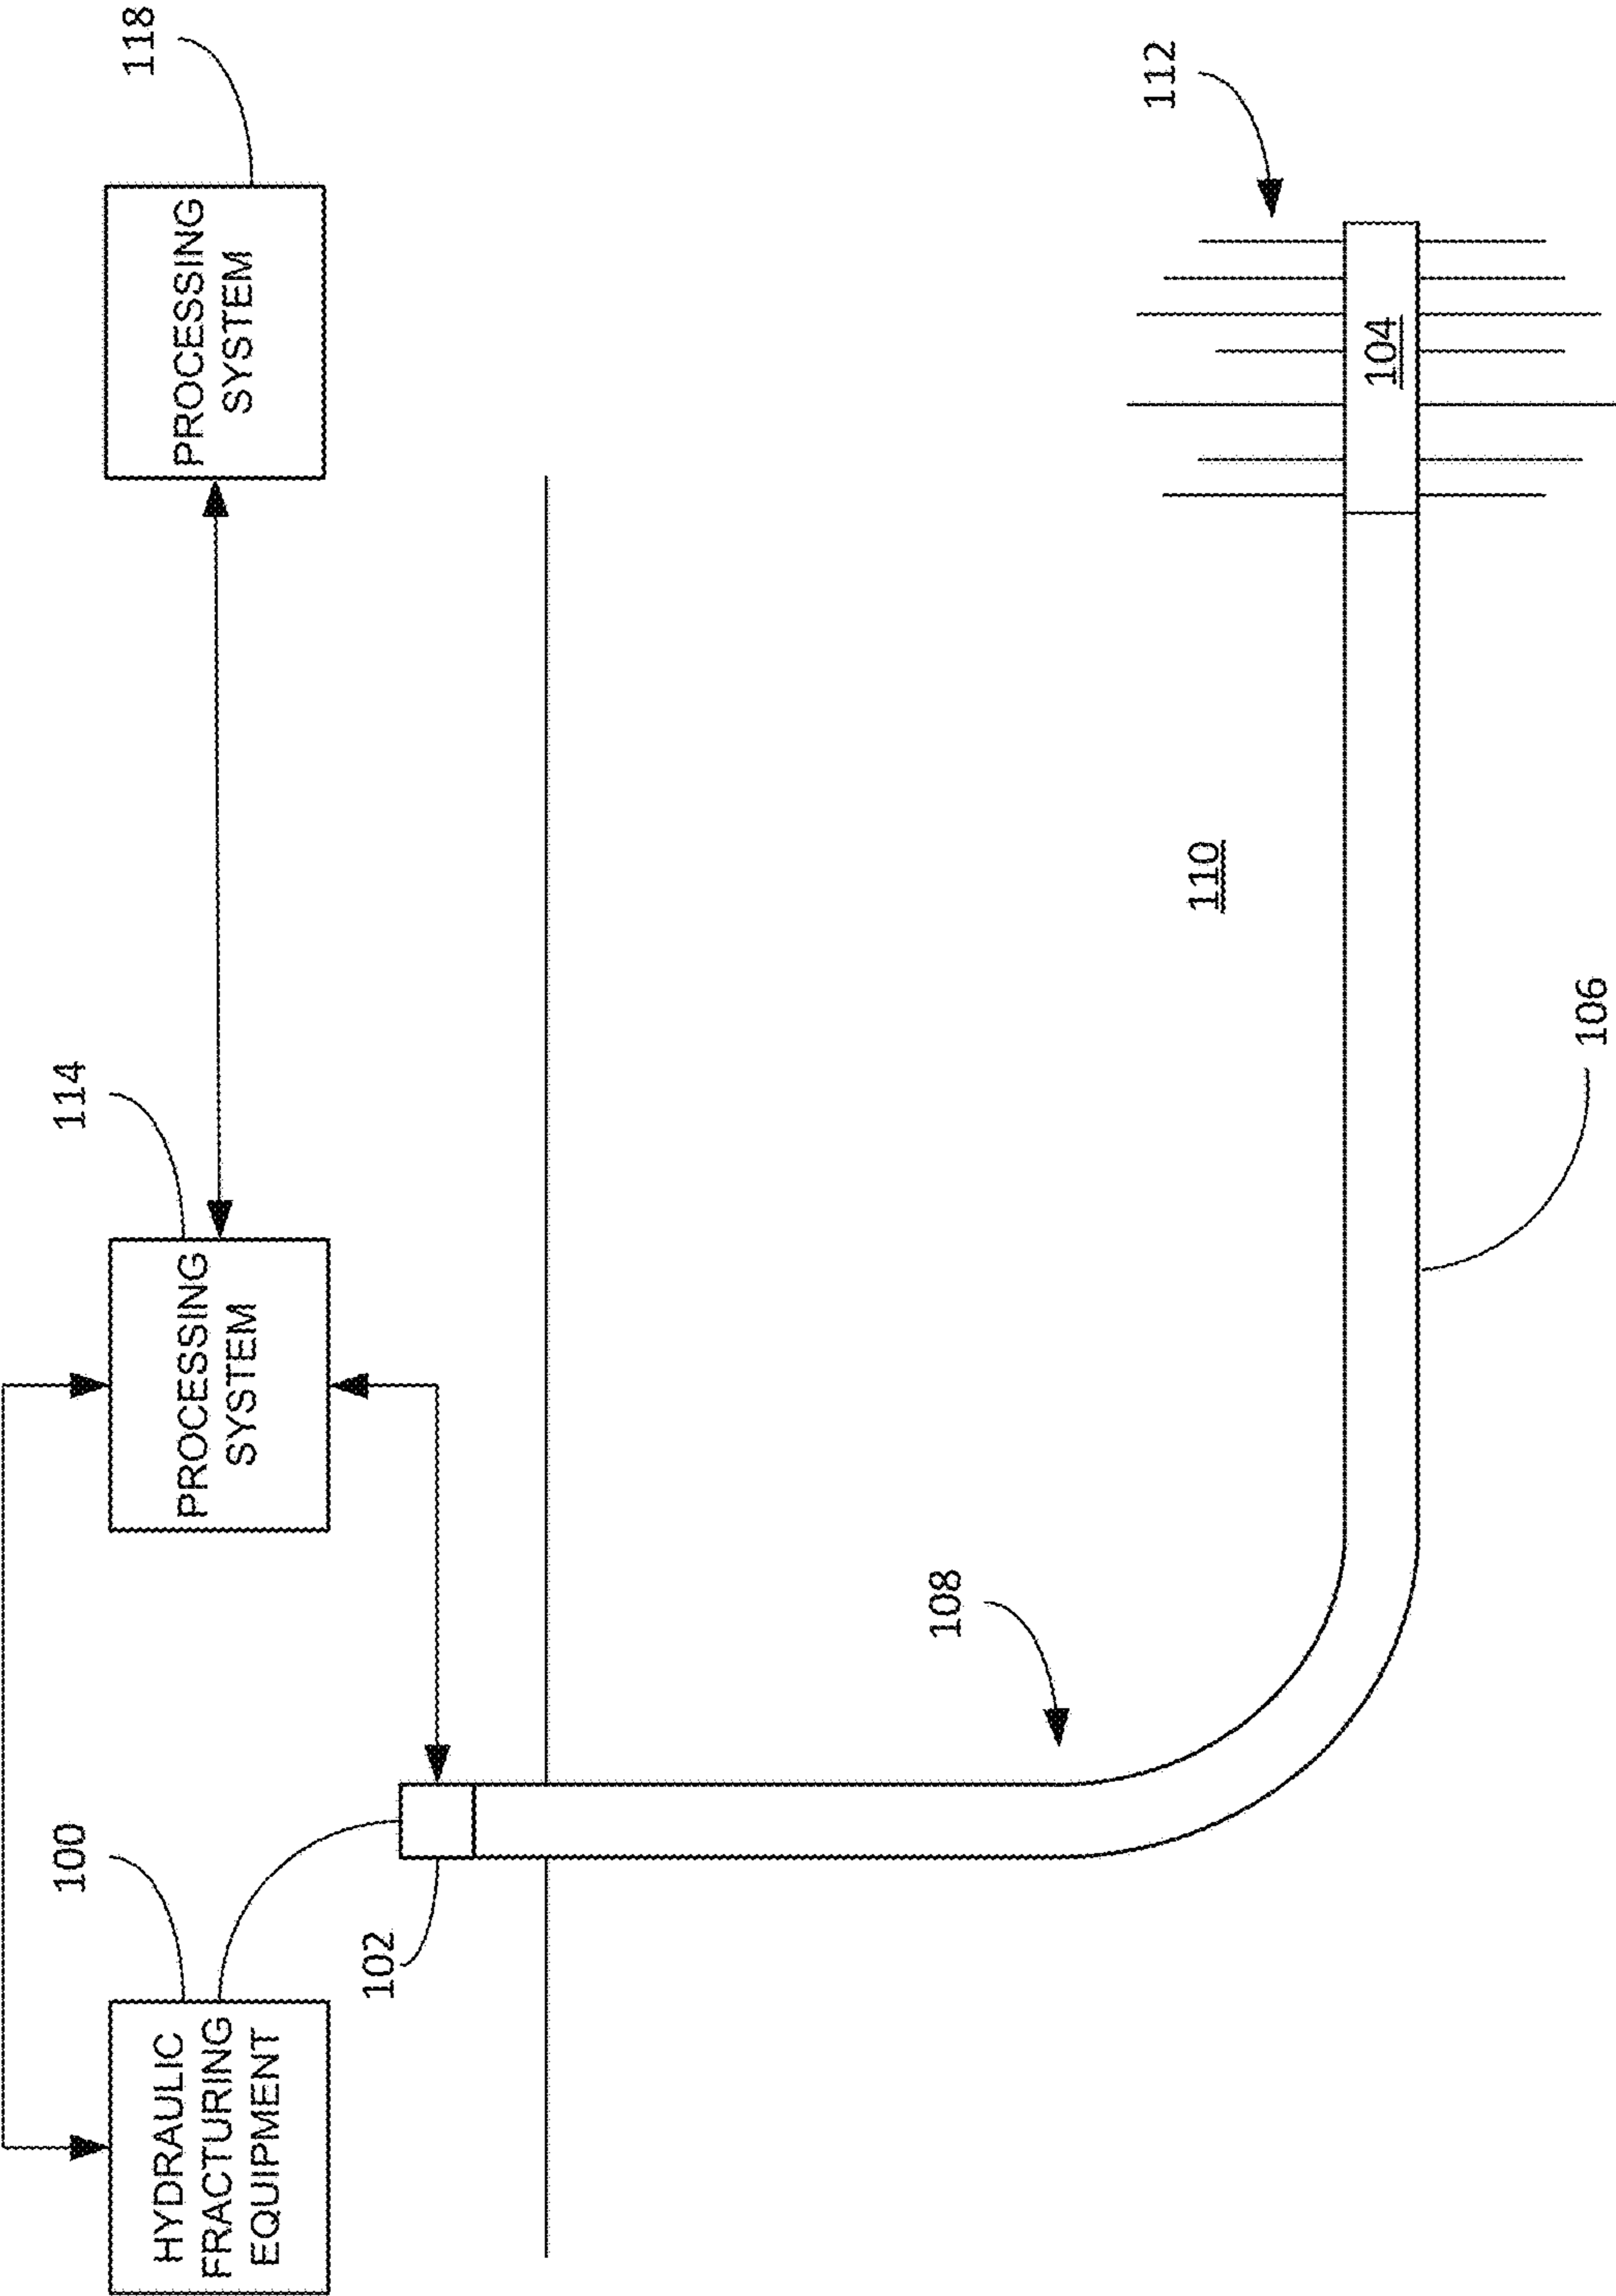 100
HYDRAULIC
FRACTURING
EQUIPMENT
114
PROCESSING
SYSTEM
118
PROCESSING
SYSTEM
102
108
110
112
104
106